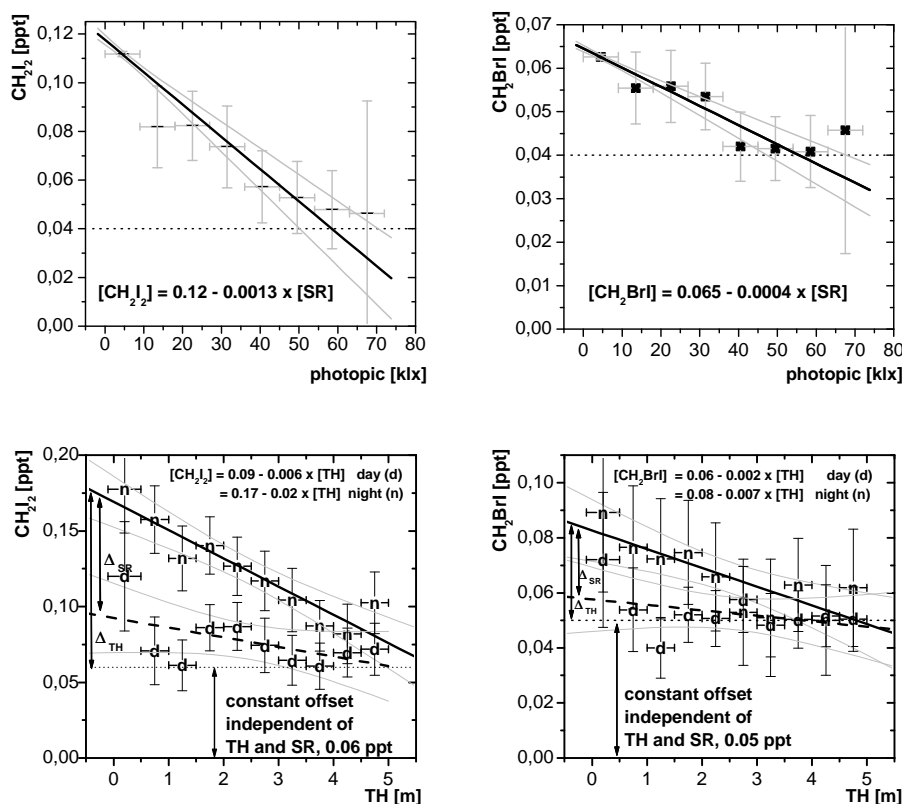 CH₂I₂ [ppt]
0,12
0,10
0,08
0,06
0,04
0,02
0,00
[CH₂I₂] = 0.12 - 0.0013 x [SR]
0 10 20 30 40 50 60 70 80
photopic [klx]
CH₂BrI [ppt]
0,07
0,06
0,05
0,04
0,03
0,02
0,01
0,00
[CH₂BrI] = 0.065 - 0.0004 x [SR]
0 10 20 30 40 50 60 70 80
photopic [klx]
CH₂I₂ [ppt]
0,20
0,15
0,10
0,05
0,00
[CH₂I₂] = 0.09 - 0.006 x [TH] day (d)
= 0.17 - 0.02 x [TH] night (n)
n n n n n n n n n n
d d d d d d d d d d
Δ SR
Δ TH
constant offset
independent of
TH and SR, 0.06 ppt
0 1 2 3 4 5
TH [m]
CH₂BrI [ppt]
0,10
0,08
0,06
0,04
0,02
0,00
[CH₂BrI] = 0.06 - 0.002 x [TH] day (d)
= 0.08 - 0.007 x [TH] night (n)
n n n n n n n n n n
d d d d d d d d d d
Δ SR
Δ TH
constant offset
independent of
TH and SR, 0.05 ppt
0 1 2 3 4 5
TH [m]